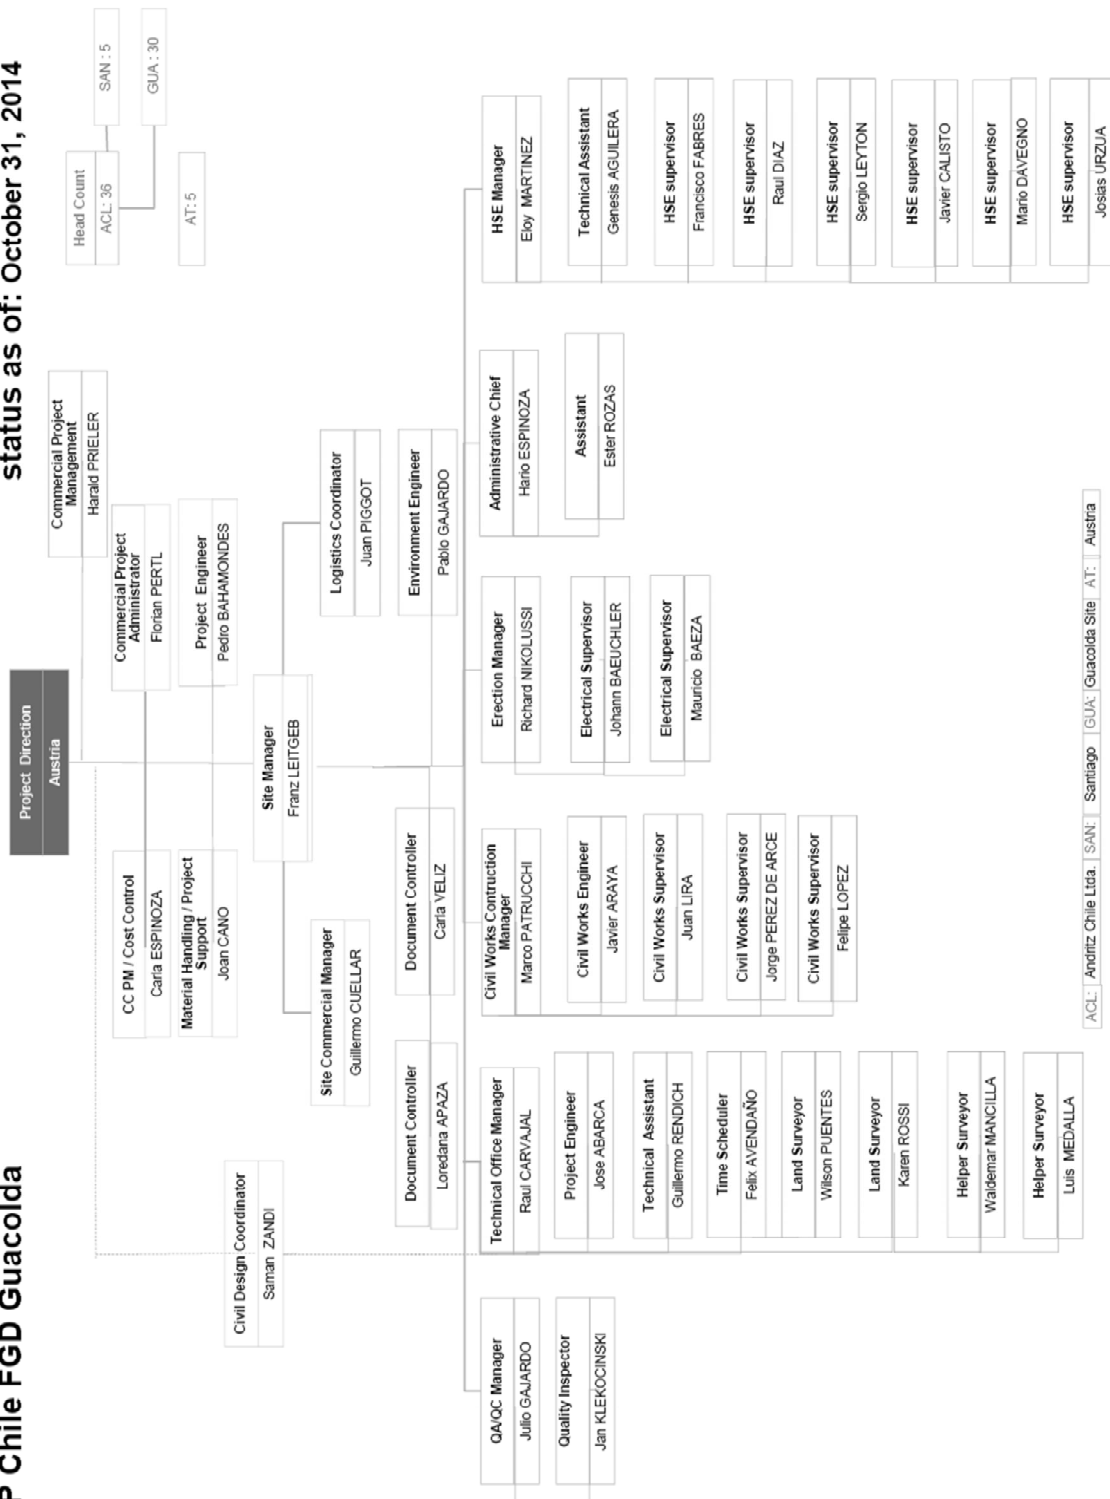 P Chile FGD Guacolda
status as of: October 31, 2014
Project Direction
Austria
Head Count
ACL: 36
SAN : 5
GUA : 30
AT: 5
Commercial Project
Management
Harald PRIELER
CC PM / Cost Control
Carla ESPINOZA
Commercial Project
Administrator
Florian PERTL
Material Handling / Project
Support
Joan CANO
Project Engineer
Pedro BAHAMONDES
Civil Design Coordinator
Saman ZANDI
Site Manager
Franz LEITGEB
Site Commercial Manager
Guillermo CUELLAR
Logistics Coordinator
Juan PIGGOT
Document Controller
Loredana APAZA
Document Controller
Carla VELIZ
Environment Engineer
Pablo GAJARDO
QA/QC Manager
Julio GAJARDO
Quality Inspector
Jan KLEKOCINSKI
Technical Office Manager
Raul CARVAJAL
Project Engineer
Jose ABARCA
Technical Assistant
Guillermo RENDICH
Time Scheduler
Felix AVENDAÑO
Land Surveyor
Wilson PUENTES
Land Surveyor
Karen ROSSI
Helper Surveyor
Waldemar MANCILLA
Helper Surveyor
Luis MEDALLA
Civil Works Contruction
Manager
Marco PATRUCCHI
Civil Works Engineer
Javier ARAYA
Civil Works Supervisor
Juan LIRA
Civil Works Supervisor
Jorge PEREZ DE ARCE
Civil Works Supervisor
Felipe LOPEZ
Erection Manager
Richard NIKOLUSSI
Electrical Supervisor
Johann BAEUCHLER
Electrical Supervisor
Mauricio BAEZA
Administrative Chief
Hario ESPINOZA
Assistant
Ester ROZAS
HSE Manager
Eloy MARTINEZ
Technical Assistant
Genesis AGUILERA
HSE supervisor
Francisco FABRES
HSE supervisor
Raul DIAZ
HSE supervisor
Sergio LEYTON
HSE supervisor
Javier CALISTO
HSE supervisor
Mario DAVEGNO
HSE supervisor
Josias URZUA
ACL: Andritz Chile Ltda. SAN: Santiago GUA: Guacolda Site AT: Austria